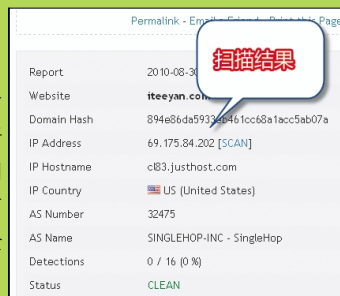 Permalink - Email a Friend - Print this Page
扫描结果
Report 2010-08-30
Website iteeyan.com
Domain Hash 894e86da5933eb461cc68a1acc5ab07a
IP Address 69.175.84.202 [SCAN]
IP Hostname cl83.justhost.com
IP Country US (United States)
AS Number 32475
AS Name SINGLEHOP-INC - SingleHop
Detections 0 / 16 (0 %)
Status CLEAN